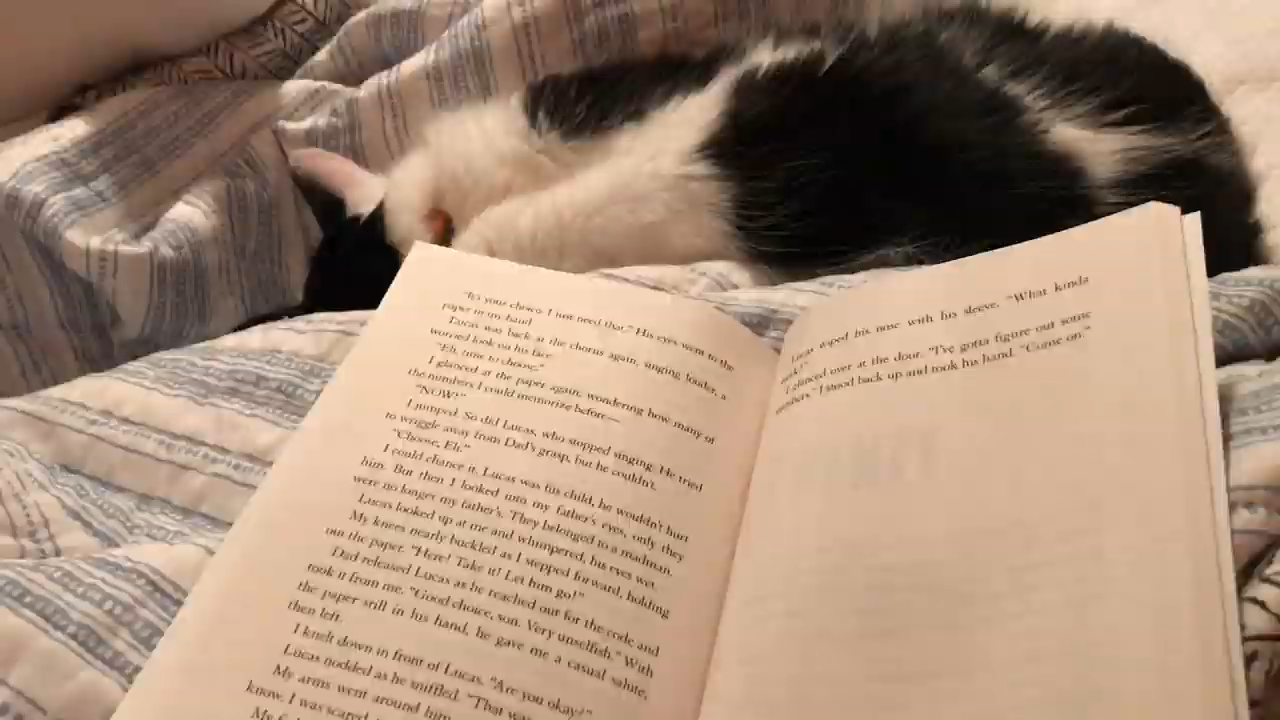 "It's your choice. I just need that." His eyes went to the
paper in my hand.
Lucas was back at the chorus again, singing louder, a
worried look on his face.
"Eli, time to choose."
I glanced at the paper again, wondering how many of
the numbers I could memorize before—
"NOW!"
I jumped. So did Lucas, who stopped singing. He tried
to wriggle away from Dad's grasp, but he couldn't.
"Choose, Eli."
I could chance it. Lucas was his child, he wouldn't hurt
him. But then I looked into my father's eyes, only they
were no longer my father's. They belonged to a madman.
Lucas looked up at me and whimpered, his eyes wet.
My knees nearly buckled as I stepped forward, holding
out the paper. "Here! Take it! Let him go!"
Dad released Lucas as he reached out for the code and
took it from me. "Good choice, son. Very unselfish." With
the paper still in his hand, he gave me a casual salute,
then left.
I knelt down in front of Lucas. "Are you okay?"
Lucas nodded as he sniffled. "That was
My arms went around him
know. I was scared
My
Lucas wiped his nose with his sleeve. "What kinda
I glanced over at the door. "I've gotta figure out some
numbers." I stood back up and took his hand. "Come on."